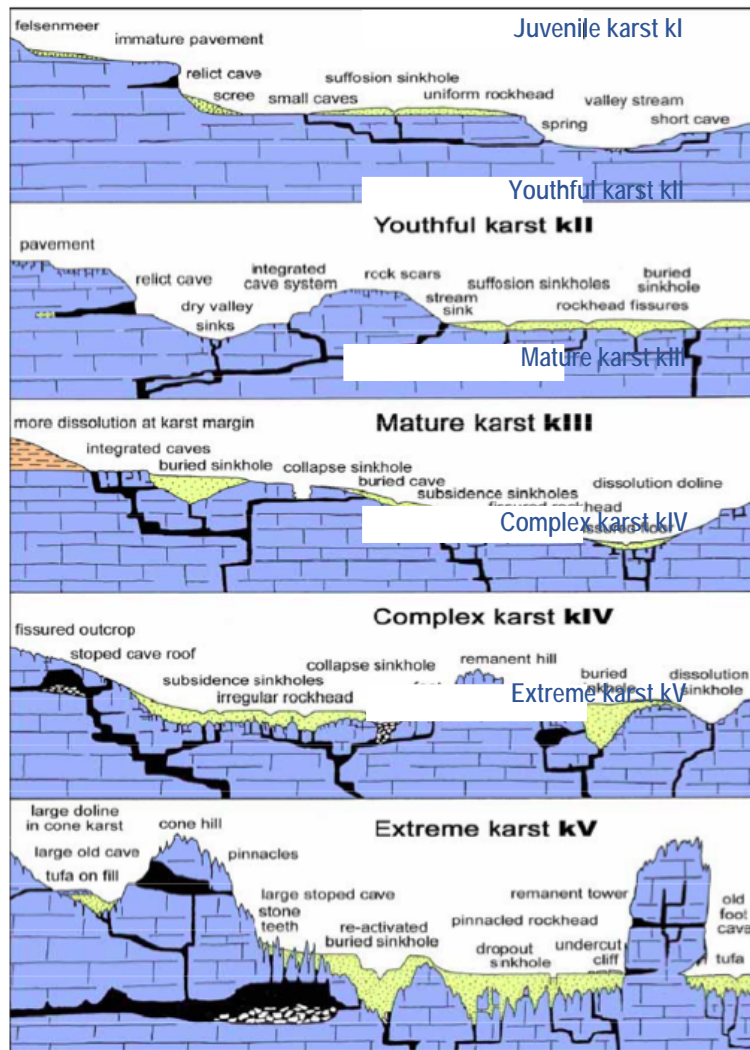 Juvenile karst kI
felsenmeer
immature pavement
relict cave
scree
small caves
suffosion sinkhole
uniform rockhead
spring
valley stream
short cave
Youthful karst kII
Youthful karst kII
pavement
relict cave
dry valley
sinks
integrated
cave system
rock scars
stream
sink
suffosion sinkholes
buried
sinkhole
rockhead fissures
Mature karst kIII
Mature karst kIII
more dissolution at karst margin
integrated caves
buried sinkhole
collapse sinkhole
buried cave
subsidence sinkholes
dissolution doline
Complex karst kIV
Complex karst kIV
fissured outcrop
stoped cave roof
subsidence sinkholes
irregular rockhead
collapse sinkhole
remanent hill
buried
dissolution
sinkhole
Extreme karst kV
Extreme karst kV
large doline
in cone karst
large old cave
tufa on fill
cone hill
pinnacles
large stoped cave
stone
teeth
re-activated
buried sinkhole
pinnacled rockhead
dropout
sinkhole
remanent tower
undercut
cliff
old
foot
cave
tufa